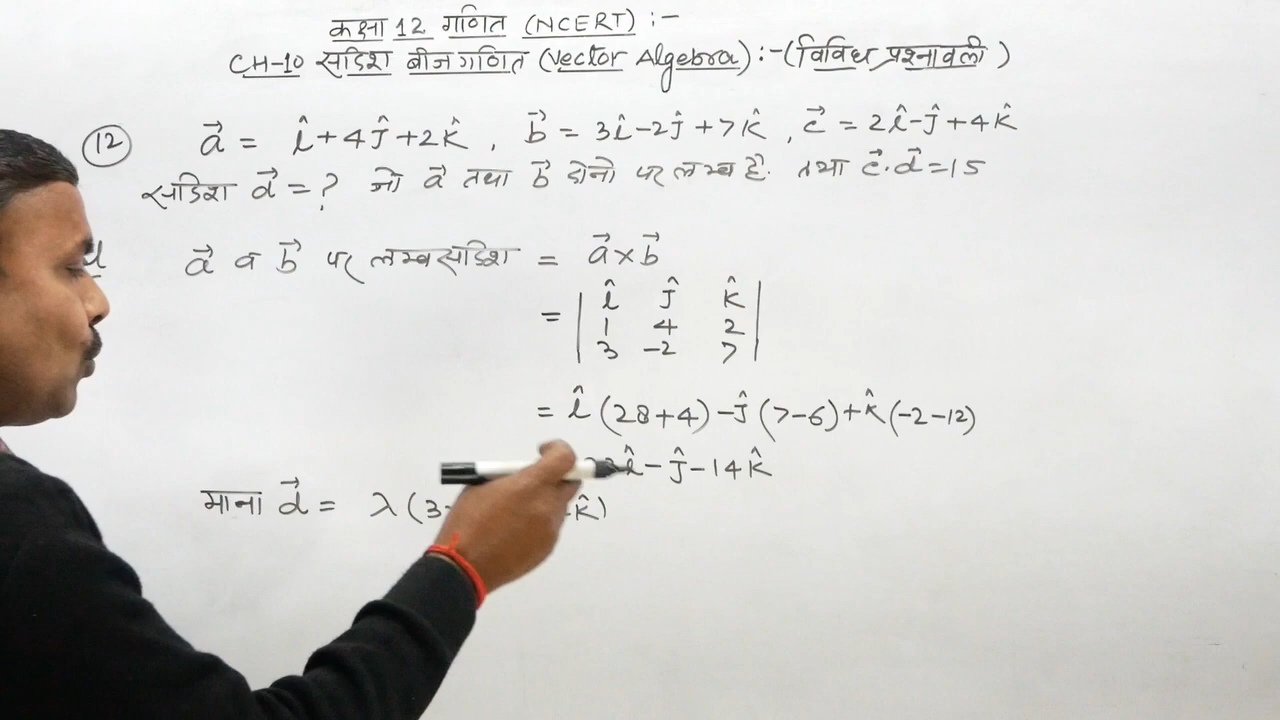 कक्षा 12 गणित (NCERT) :-
CH-10 सदिश बीजगणित (Vector Algebra) :- (विविध प्रश्नावली)
(12) a⃗ = î+4ĵ+2k̂ , b⃗ = 3î-2ĵ+7k̂ , c⃗ = 2î-ĵ+4k̂
सदिश d⃗ = ? जो a⃗ तथा b⃗ दोनो पर लम्ब है. तथा c⃗.d⃗=15
a⃗ व b⃗ पर लम्ब सदिश = a⃗×b⃗
= | î ĵ k̂ |
| 1 4 2 |
| 3 -2 7 |
= î(28+4)-ĵ(7-6)+k̂(-2-12)
î-ĵ-14k̂
माना d⃗ = λ(3 k̂)